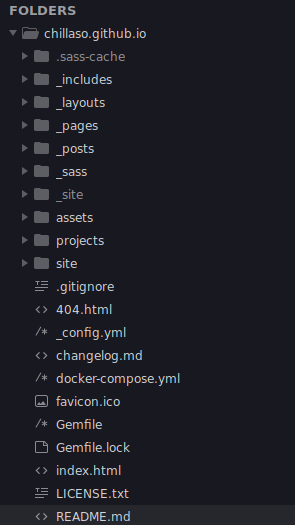 FOLDERS
chillaso.github.io
.sass-cache
_includes
_layouts
_pages
_posts
_sass
_site
assets
projects
site
.gitignore
404.html
_config.yml
changelog.md
docker-compose.yml
favicon.ico
Gemfile
Gemfile.lock
index.html
LICENSE.txt
README.md